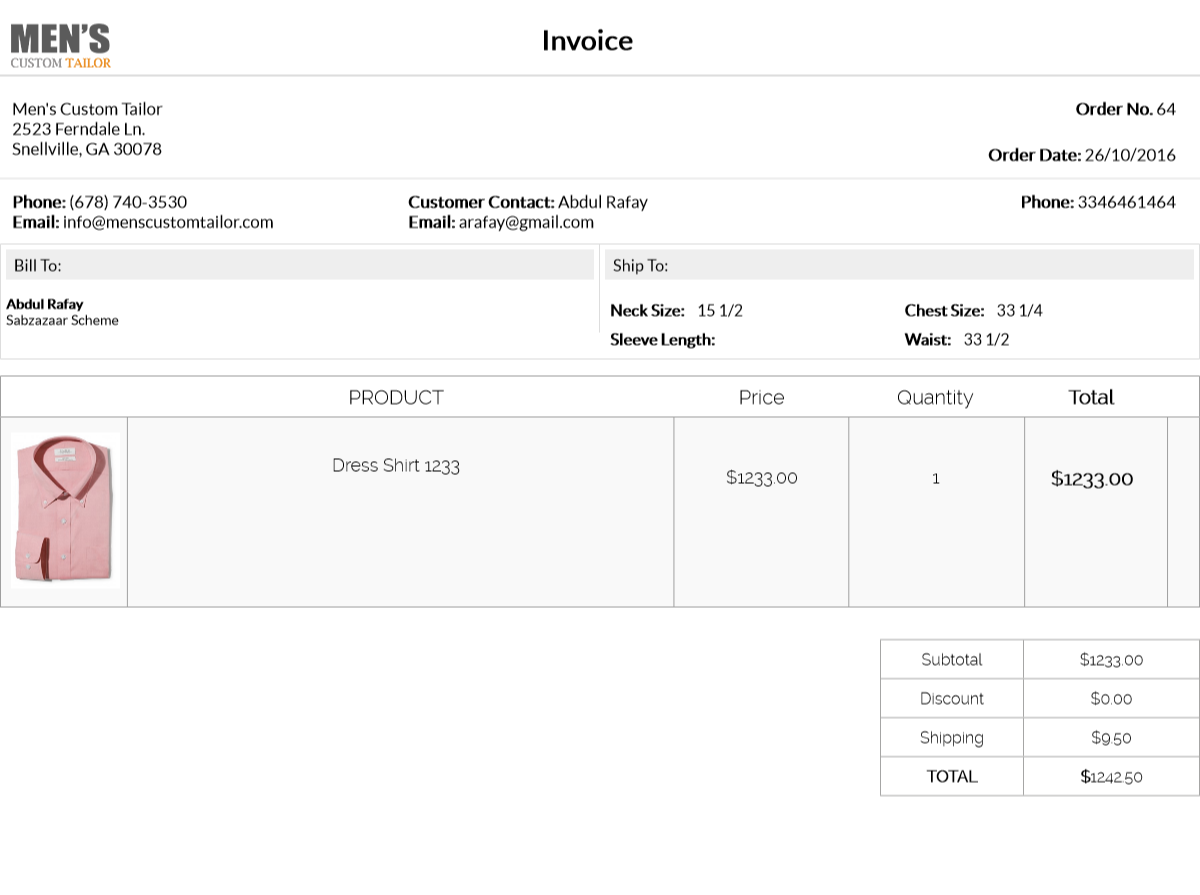 MEN'S
CUSTOM TAILOR
Invoice
Men's Custom Tailor
2523 Ferndale Ln.
Snellville, GA 30078
Order No. 64
Order Date: 26/10/2016
Phone: (678) 740-3530
Email: info@menscustomtailor.com
Customer Contact: Abdul Rafay
Email: arafay@gmail.com
Phone: 3346461464
Bill To:
Abdul Rafay
Sabzazaar Scheme
Ship To:
Neck Size: 15 1/2 Chest Size: 33 1/4
Sleeve Length: Waist: 33 1/2
PRODUCT Price Quantity Total
Dress Shirt 1233 $1233.00 1 $1233.00
Subtotal $1233.00
Discount $0.00
Shipping $9.50
TOTAL $1242.50